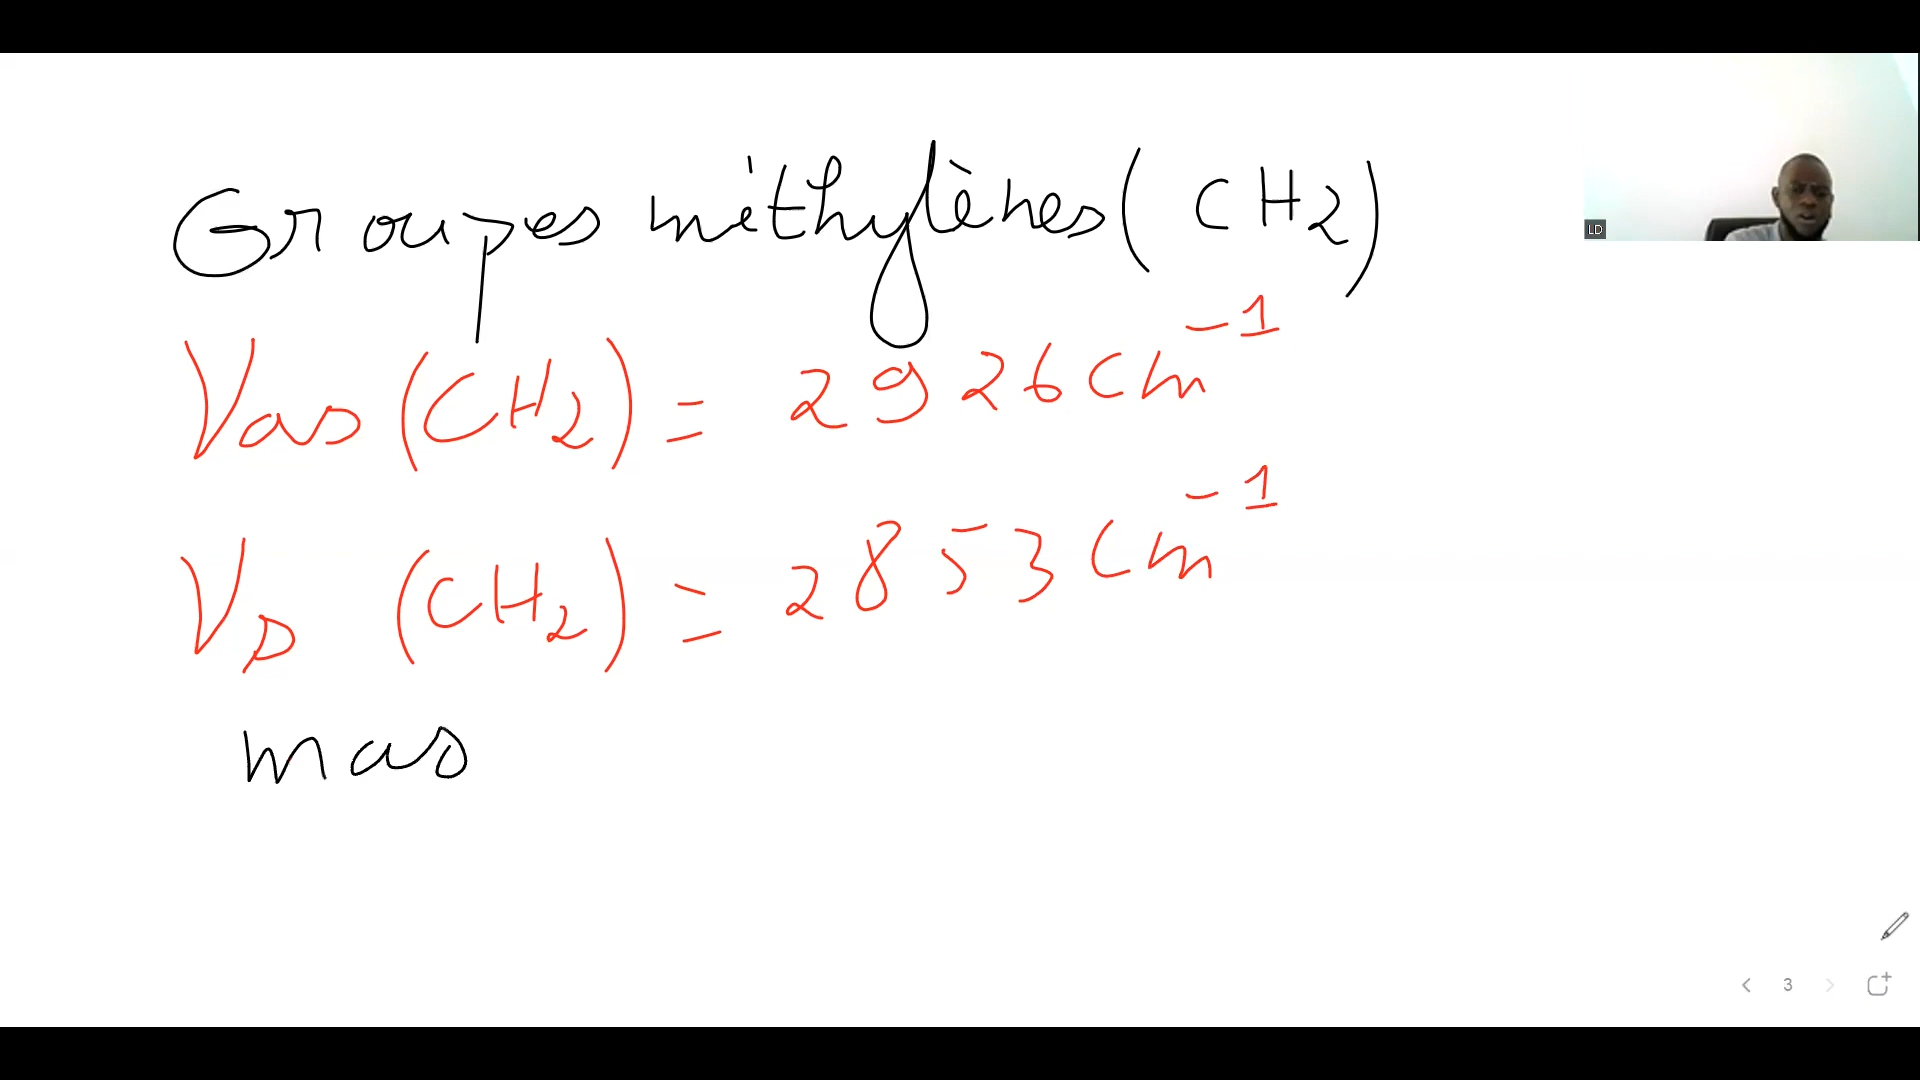 Groupes méthylènes (CH2)
Vas (CH2) = 2926 cm-1
Vs (CH2) = 2853 cm-1
mas
LD
3